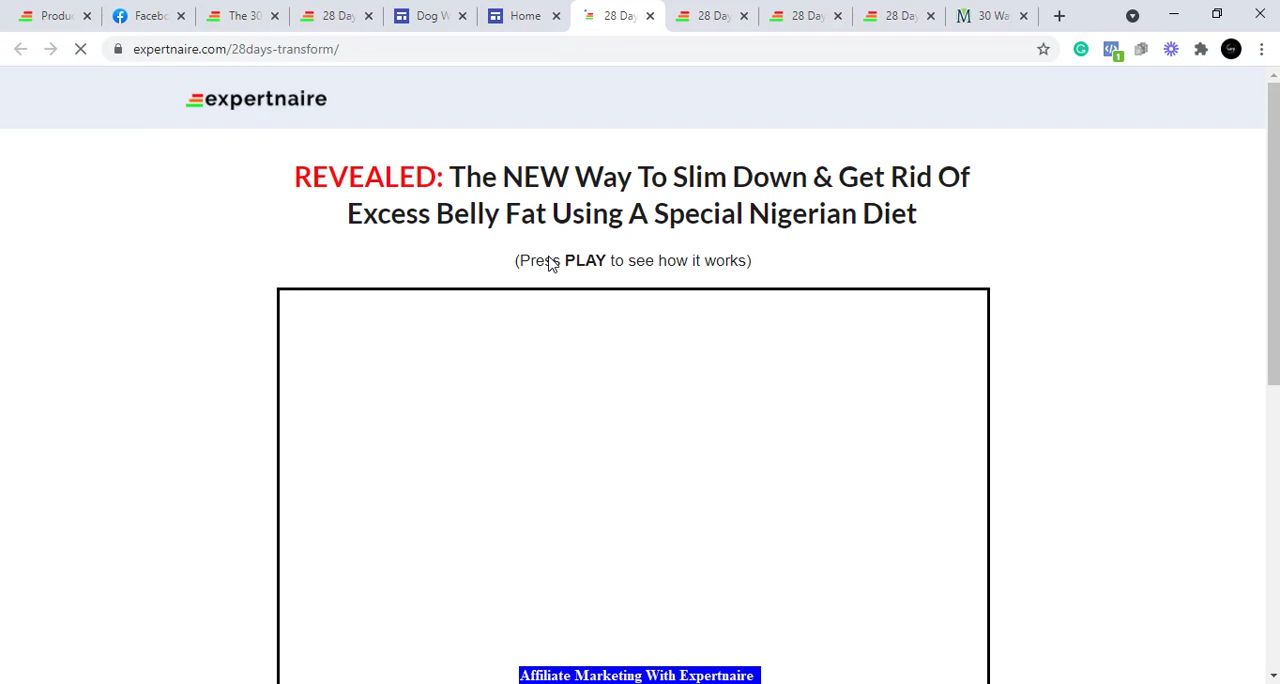 Produc
Facebo
The 30
28 Day
Dog W
Home
28 Day
28 Day
28 Day
28 Day
30 Wa
expertnaire.com/28days-transform/
1
expertnaire
REVEALED: The NEW Way To Slim Down & Get Rid Of
Excess Belly Fat Using A Special Nigerian Diet
(Press PLAY to see how it works)
Affiliate Marketing With Expertnaire